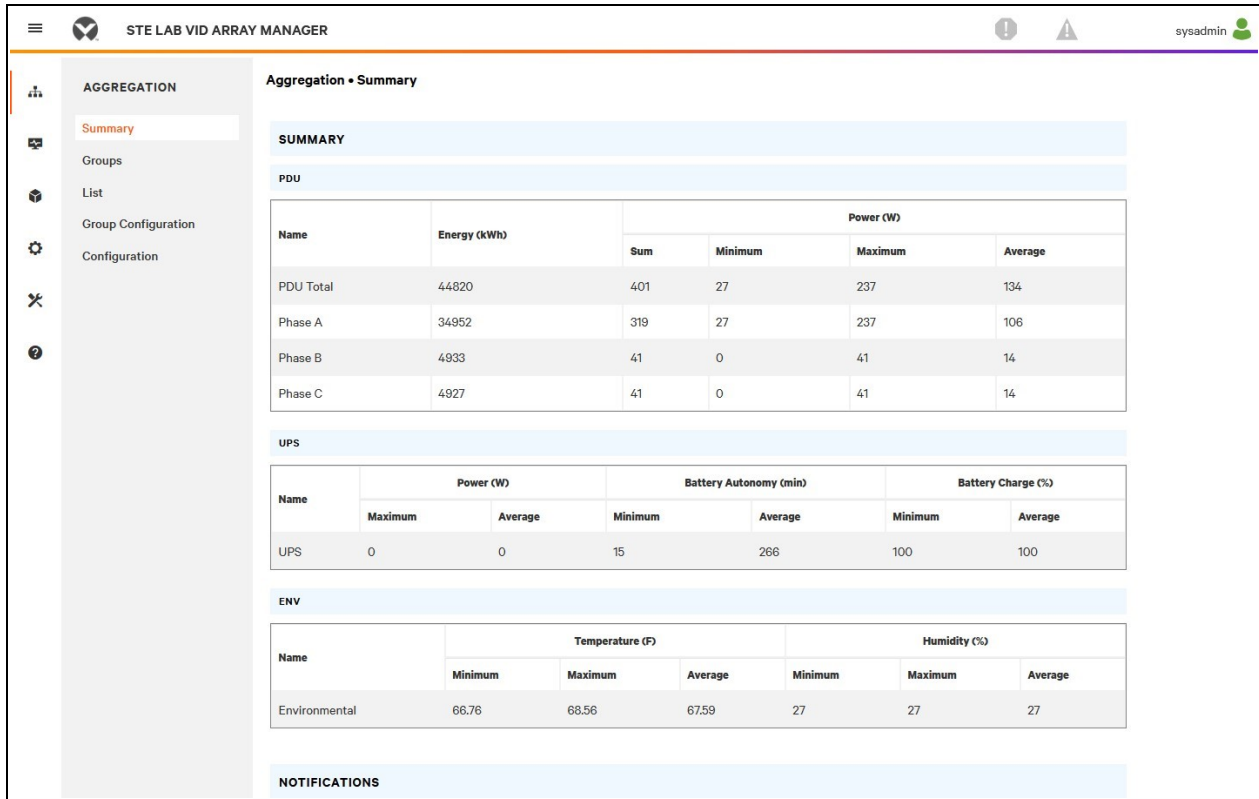 STE LAB VID ARRAY MANAGER
sysadmin
AGGREGATION
Summary
Groups
List
Group Configuration
Configuration
Aggregation • Summary
SUMMARY
PDU
Name Energy (kWh) Power (W)
Sum Minimum Maximum Average
PDU Total 44820 401 27 237 134
Phase A 34952 319 27 237 106
Phase B 4933 41 0 41 14
Phase C 4927 41 0 41 14
UPS
Name Power (W) Battery Autonomy (min) Battery Charge (%)
Maximum Average Minimum Average Minimum Average
UPS 0 0 15 266 100 100
ENV
Name Temperature (F) Humidity (%)
Minimum Maximum Average Minimum Maximum Average
Environmental 66.76 68.56 67.59 27 27 27
NOTIFICATIONS